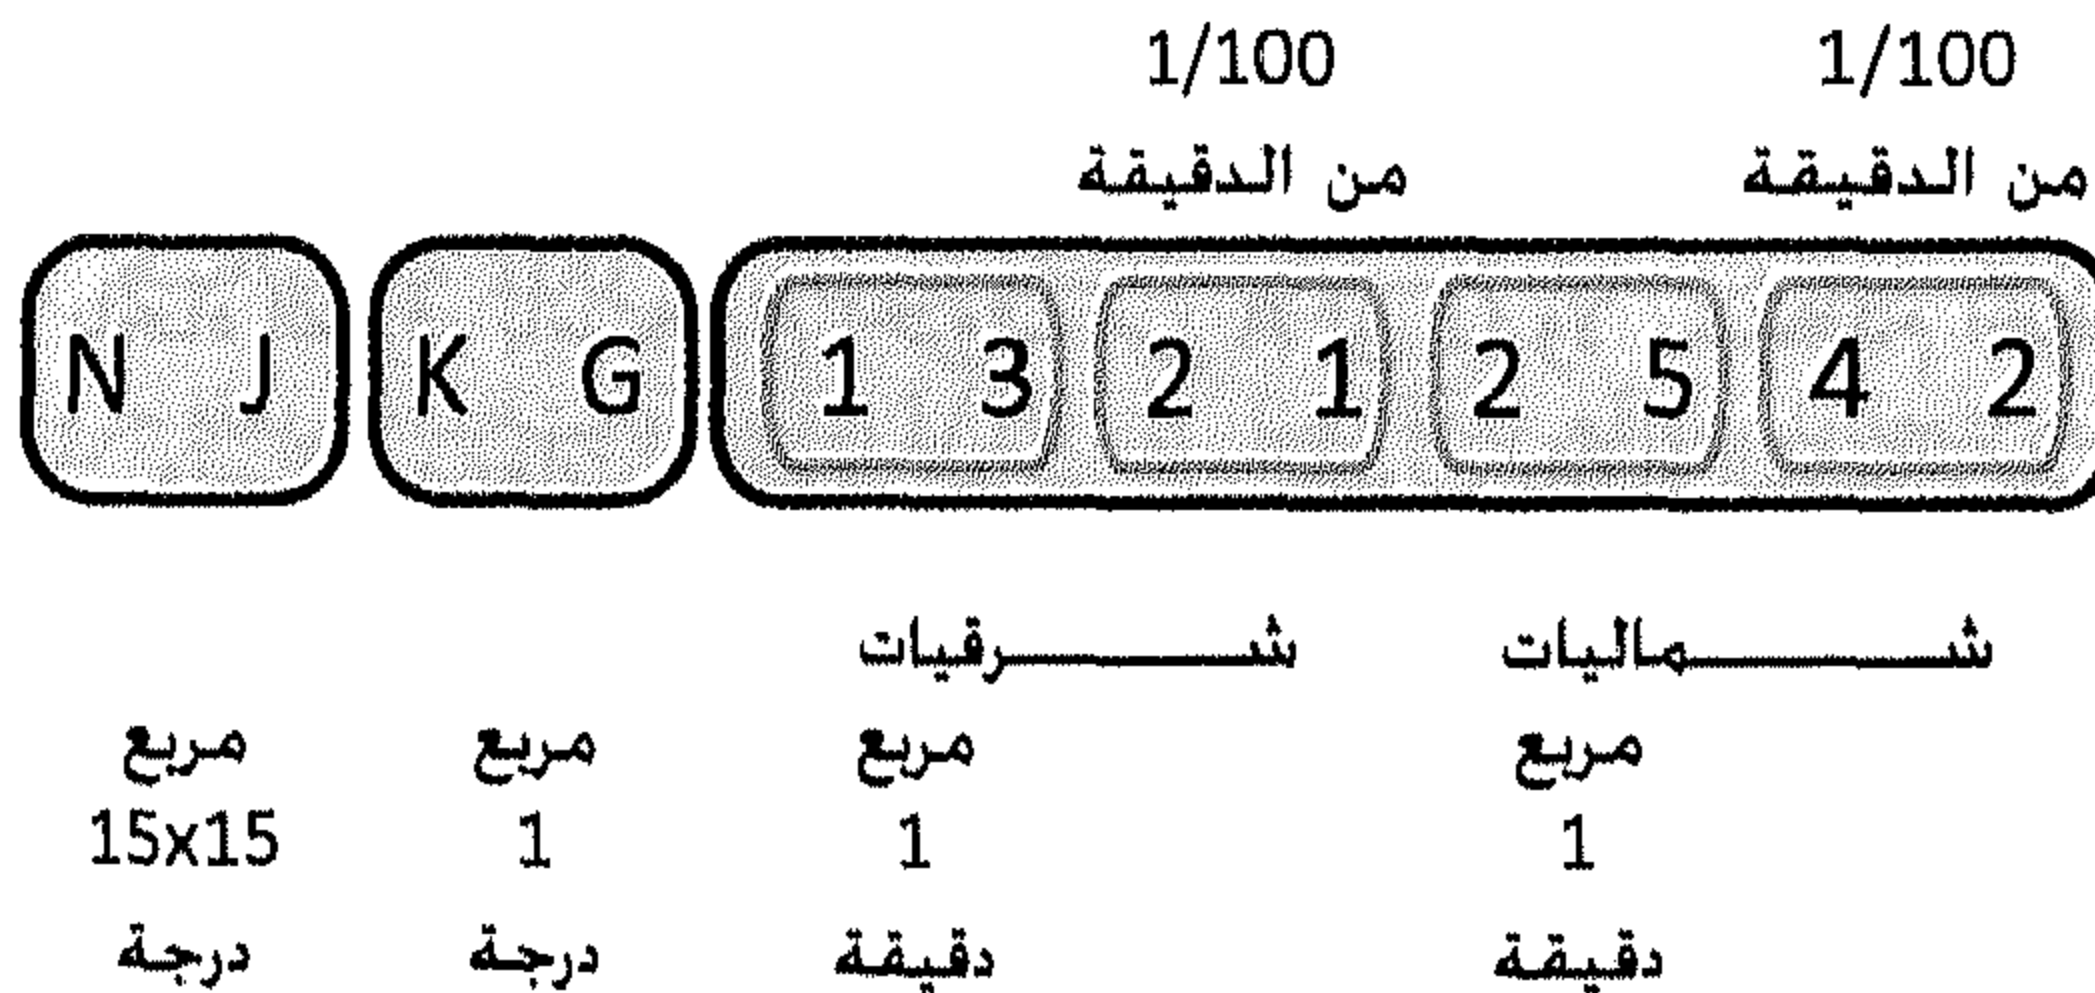 1/100 1/100
من الدقيقة من الدقيقة
N J K G 1 3 2 1 2 5 4 2
شـــــــرقيات شـــــــماليات
مربع مربع مربع مربع
15x15 1 1 1
درجة درجة دقيقة دقيقة